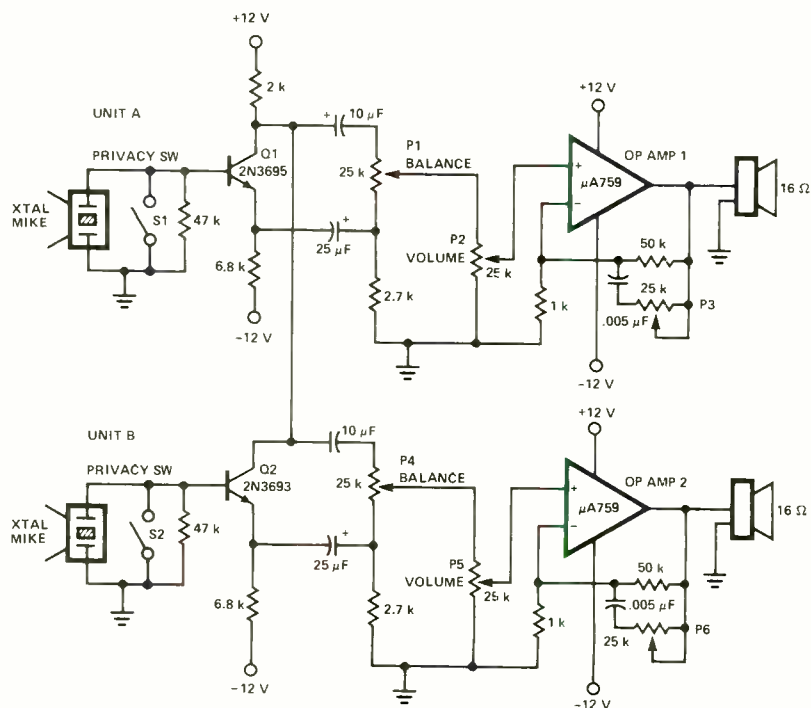 +12 V
2 k
UNIT A
PRIVACY SW
XTAL
MIKE
S1
47 k
Q1
2N3695
6.8 k
−12 V
+
10 µF
25 k
P1
BALANCE
25 µF
+
2.7 k
P2
VOLUME
25 k
+12 V
OP AMP 1
+
−
µA759
16 Ω
50 k
25 k
P3
.005 µF
1 k
−12 V
UNIT B
PRIVACY SW
XTAL
MIKE
S2
47 k
Q2
2N3693
6.8 k
−12 V
10 µF
25 k
P4
BALANCE
25 µF
+
2.7 k
P5
VOLUME
25 k
+12 V
OP AMP 2
+
−
µA759
16 Ω
50 k
.005 µF
25 k
P6
1 k
−12 V